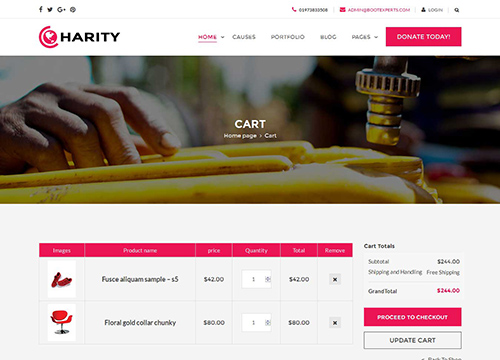 01973833508 ADMIN@BOOTEXPERTS.COM LOGIN
CHARITY
HOME CAUSES PORTFOLIO BLOG PAGES DONATE TODAY!
CART
Home page > Cart
Images Product name price Quantity Total Remove
Fusce aliquam sample – s5 $42.00 1 $42.00 ×
Floral gold collar chunky $80.00 1 $80.00 ×
Cart Totals
Subtotal $244.00
Shipping and Handling Free Shipping
Grand Total $244.00
PROCEED TO CHECKOUT
UPDATE CART
< Back To Shop